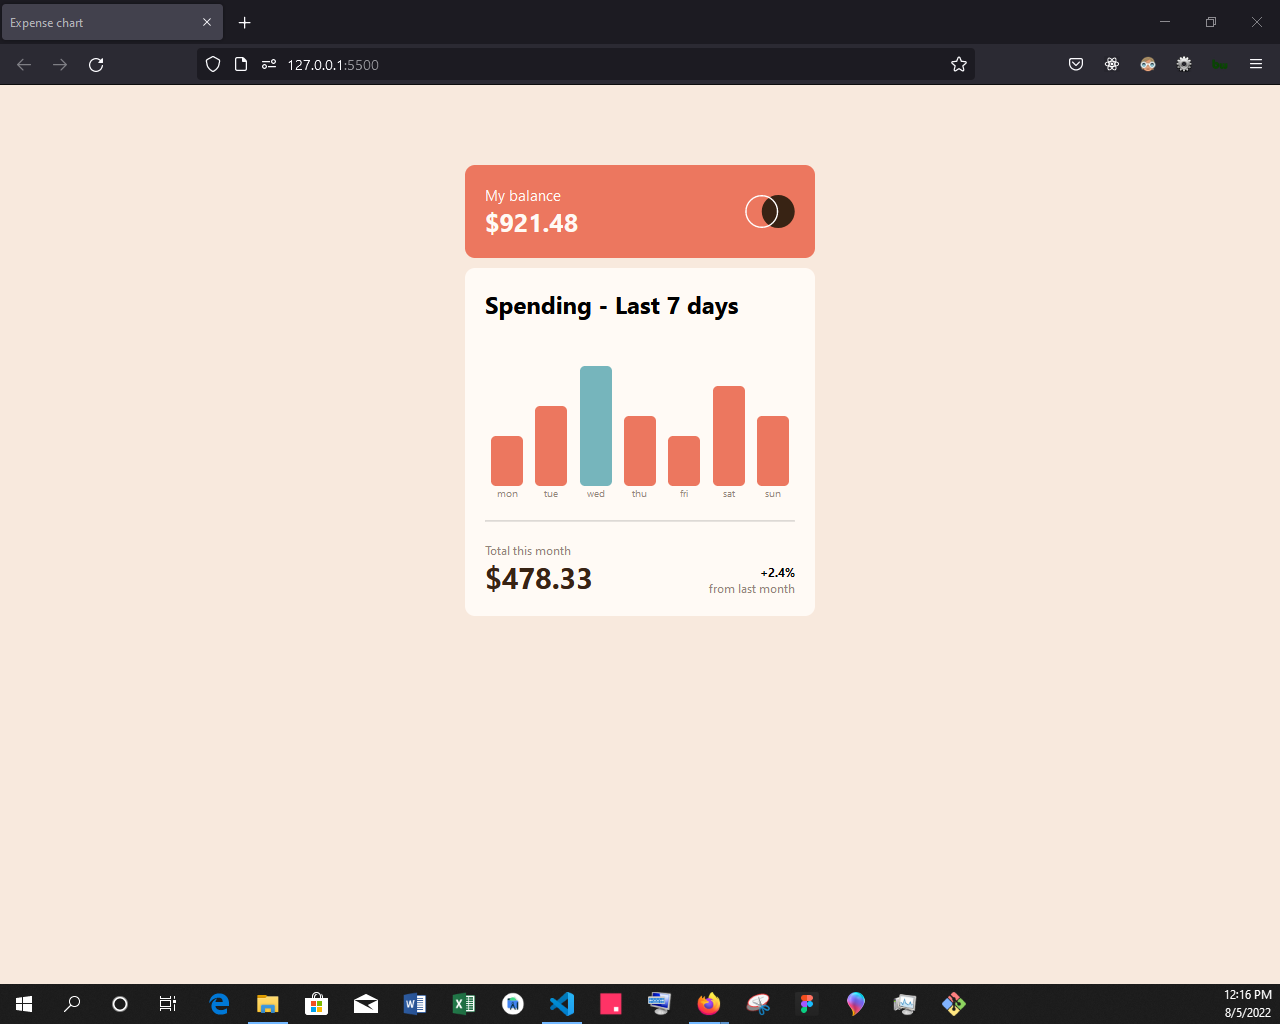 Expense chart
127.0.0.1:5500
My balance
$921.48
Spending - Last 7 days
mon tue wed thu fri sat sun
Total this month
$478.33
+2.4%
from last month
12:16 PM
8/5/2022